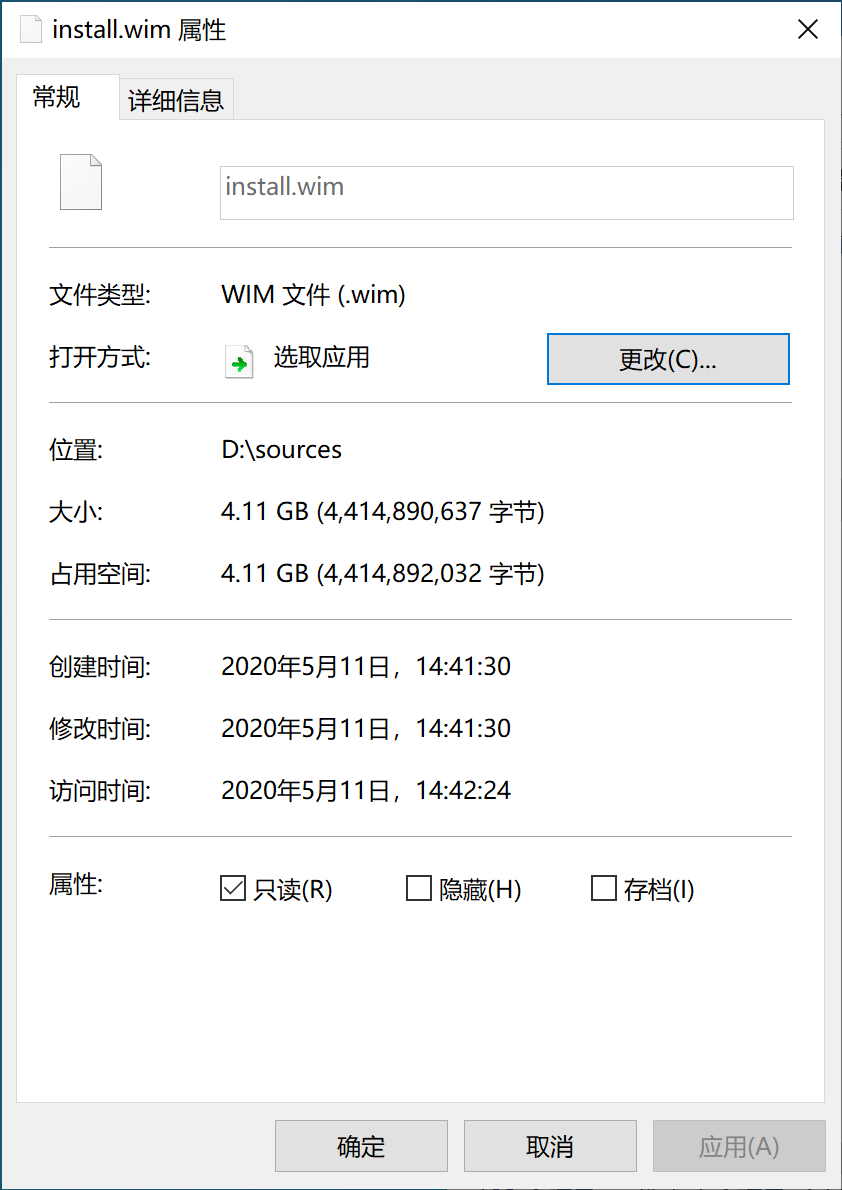 install.wim 属性
常规 详细信息
install.wim
文件类型: WIM 文件 (.wim)
打开方式: 选取应用 更改(C)...
位置: D:\sources
大小: 4.11 GB (4,414,890,637 字节)
占用空间: 4.11 GB (4,414,892,032 字节)
创建时间: 2020年5月11日，14:41:30
修改时间: 2020年5月11日，14:41:30
访问时间: 2020年5月11日，14:42:24
属性: 只读(R) 隐藏(H) 存档(I)
确定 取消 应用(A)